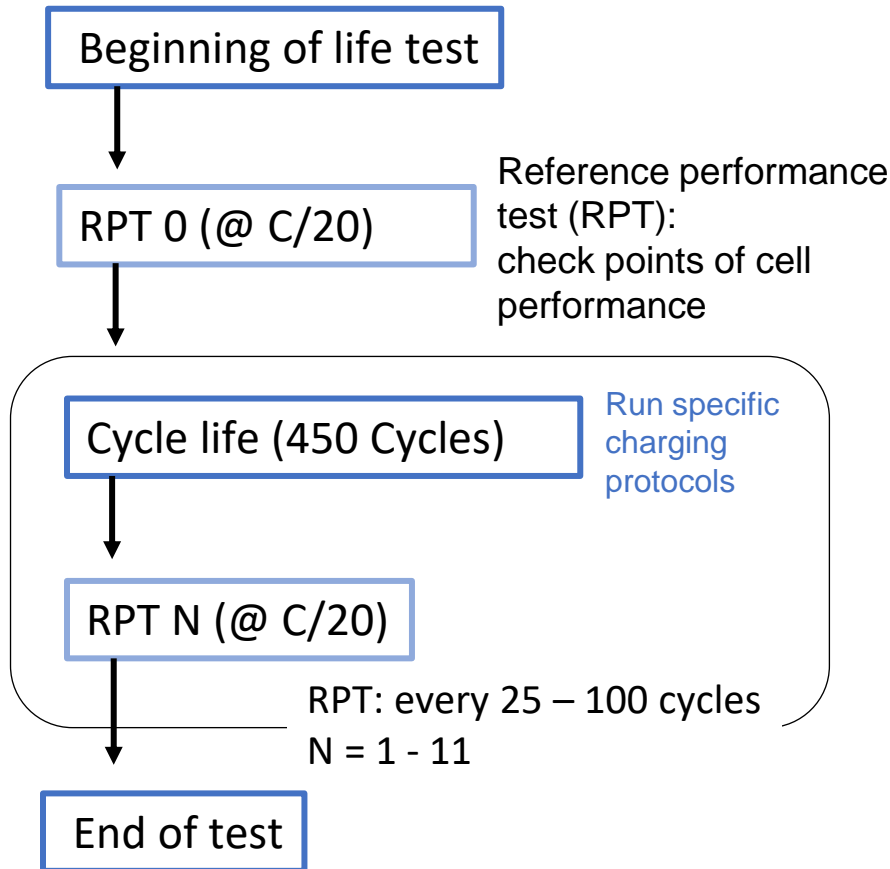 Beginning of life test
RPT 0 (@ C/20)
Reference performance
test (RPT):
check points of cell
performance
Cycle life (450 Cycles)
Run specific
charging
protocols
RPT N (@ C/20)
RPT: every 25 – 100 cycles
N = 1 - 11
End of test